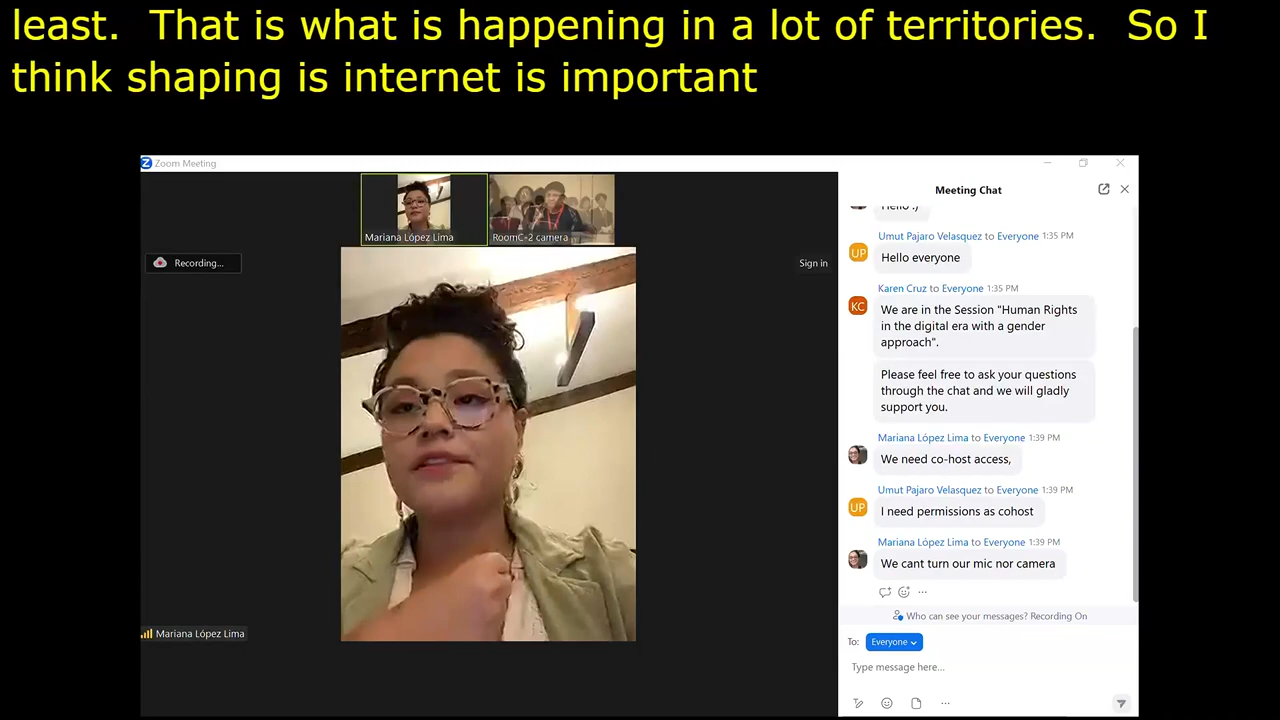 least.  That is what is happening in a lot of territories.  So I
think shaping is internet is important
Zoom Meeting
Mariana López Lima
RoomC-2 camera
Recording...
Sign in
Mariana López Lima
Meeting Chat
Hello :)
Umut Pajaro Velasquez to Everyone 1:35 PM
UP
Hello everyone
Karen Cruz to Everyone 1:35 PM
KC
We are in the Session "Human Rights
in the digital era with a gender
approach".
Please feel free to ask your questions
through the chat and we will gladly
support you.
Mariana López Lima to Everyone 1:39 PM
We need co-host access,
Umut Pajaro Velasquez to Everyone 1:39 PM
UP
I need permissions as cohost
Mariana López Lima to Everyone 1:39 PM
We cant turn our mic nor camera
Who can see your messages? Recording On
To: Everyone
Type message here...